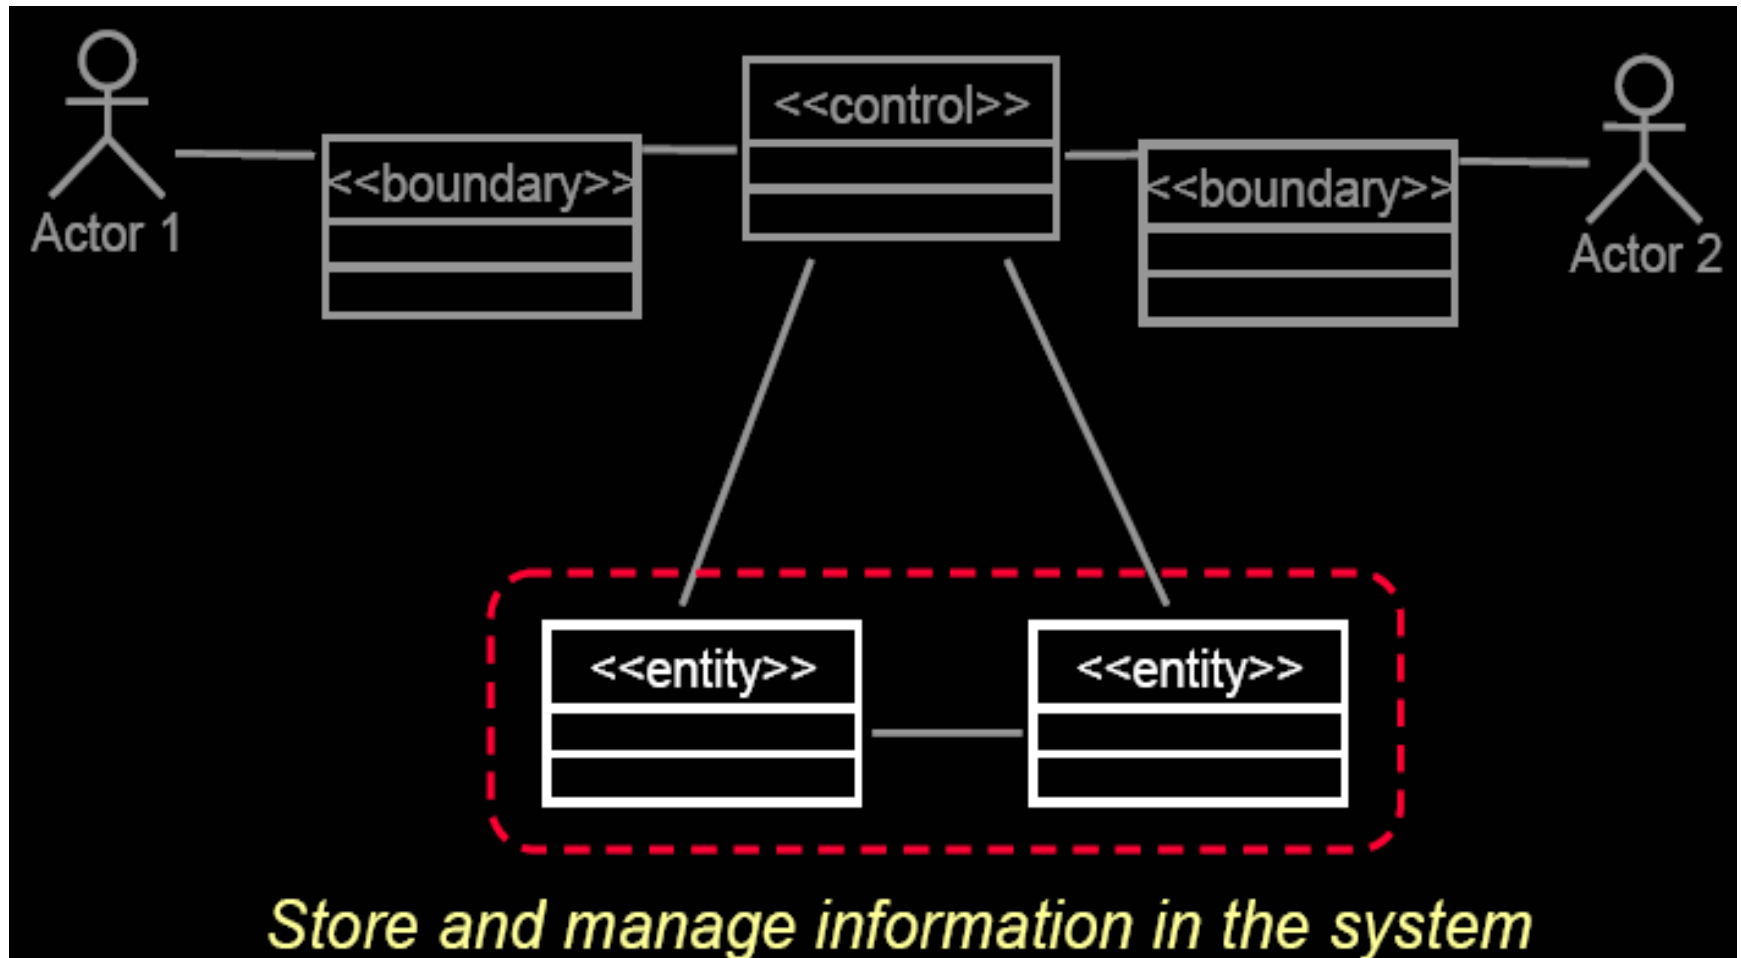 <<control>>
<<boundary>>
<<boundary>>
Actor 1
Actor 2
<<entity>>
<<entity>>
Store and manage information in the system